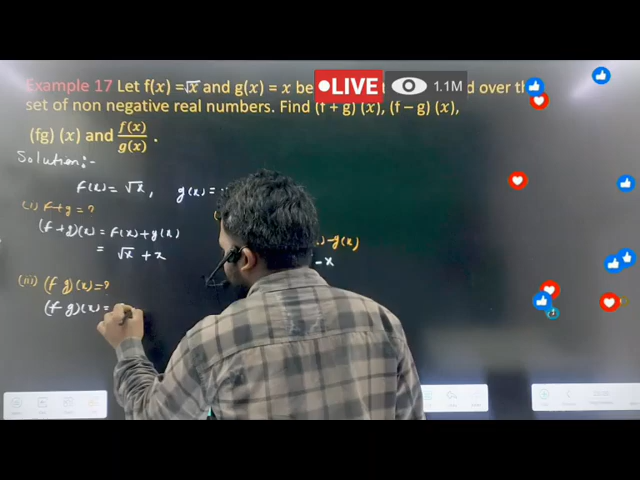 Example 17 Let f(x) = √x and g(x) = x be
LIVE
1.1M
d over th
set of non negative real numbers. Find (f + g) (x), (f – g) (x),
(fg) (x) and f(x)/g(x) .
Solution:-
f(x) = √x , g(x) =
(i) f+g = ?
(f+g)(x) = f(x)+g(x)
) -g(x)
= √x + x
- x
(iii) (f g)(x)=?
(f g)(x)=